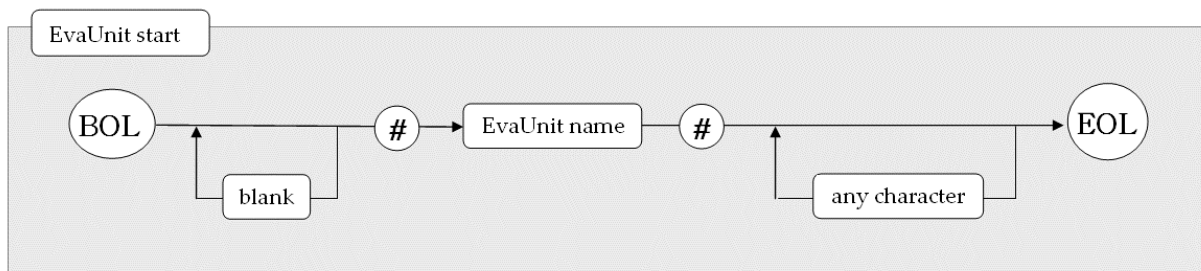 EvaUnit start
BOL
#
EvaUnit name
#
EOL
blank
any character